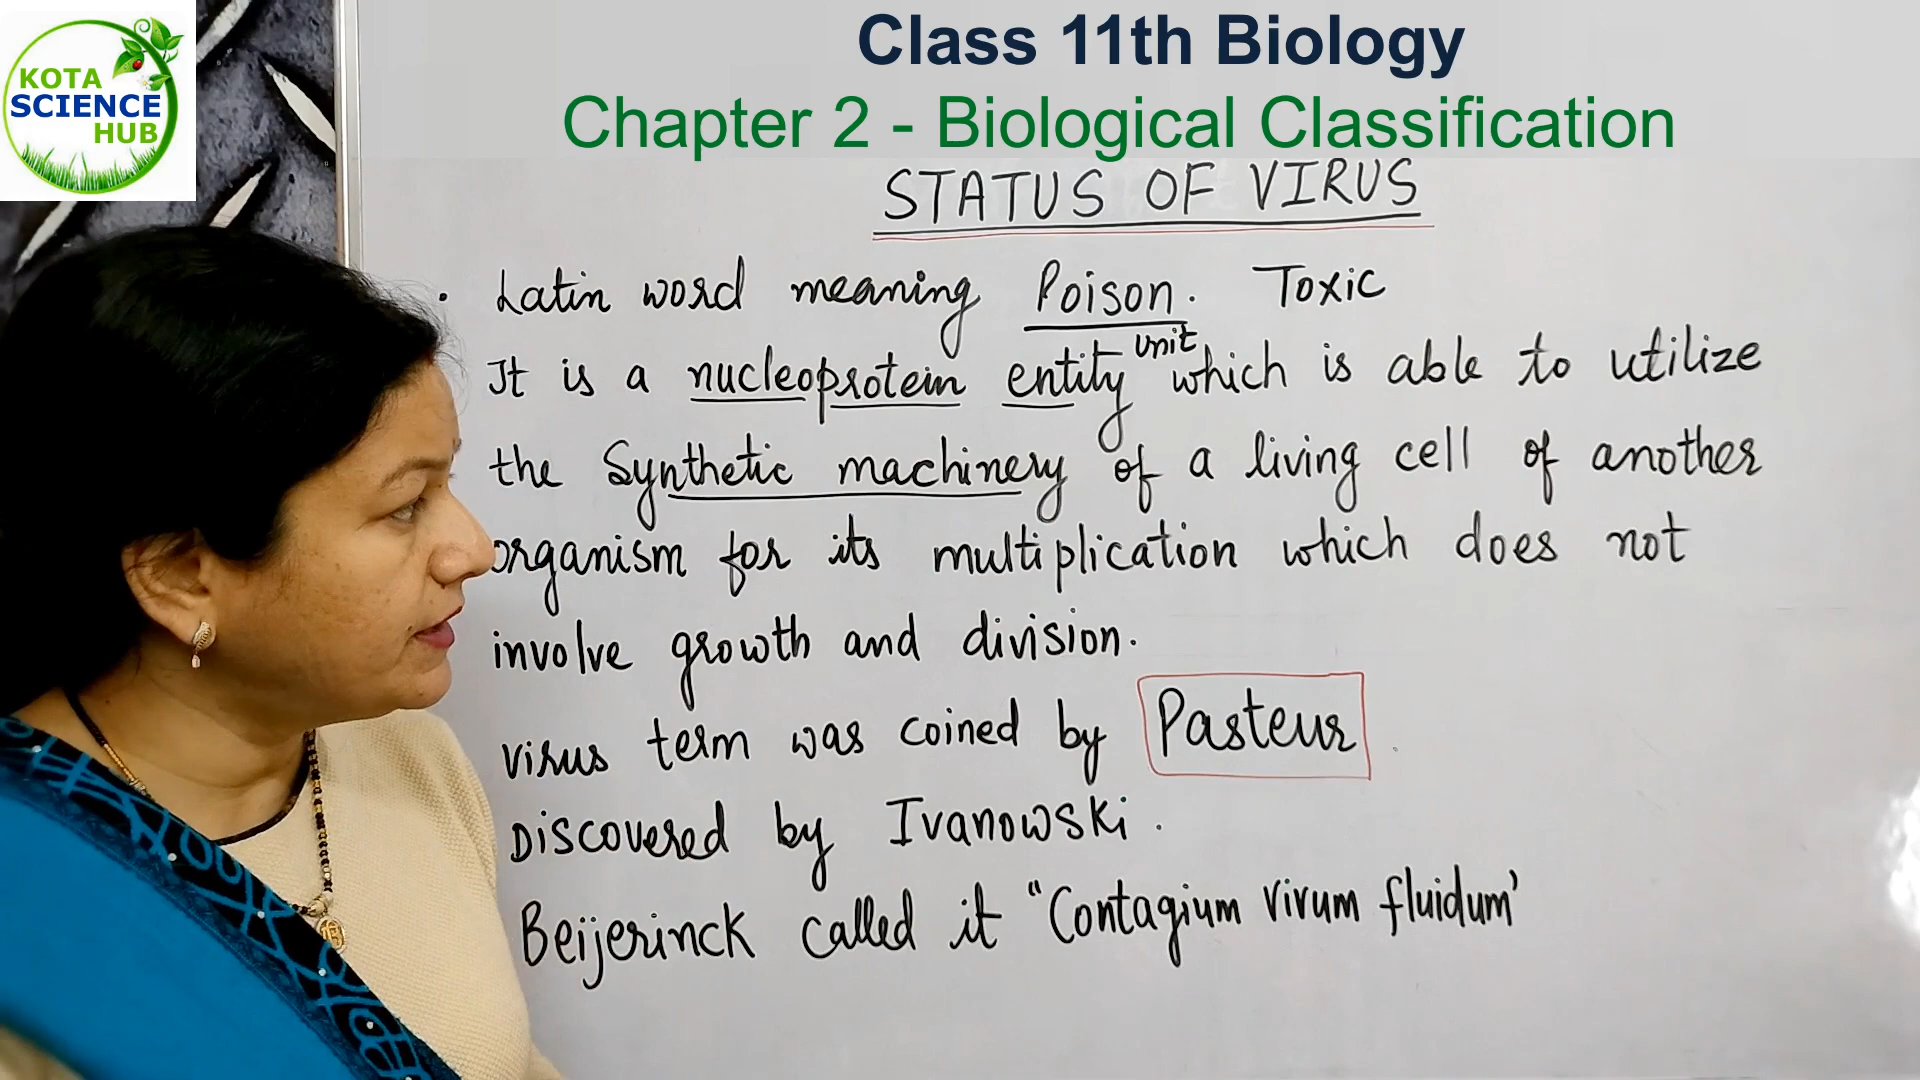 KOTA
SCIENCE
HUB
Class 11th Biology
Chapter 2 - Biological Classification
STATUS OF VIRUS
• Latin word meaning Poison. Toxic
unit
It is a nucleoprotein entity which is able to utilize
the synthetic machinery of a living cell of another
organism for its multiplication which does not
involve growth and division.
virus term was coined by Pasteur.
Discovered by Ivanowski.
Beijerinck called it "Contagium virum fluidum'